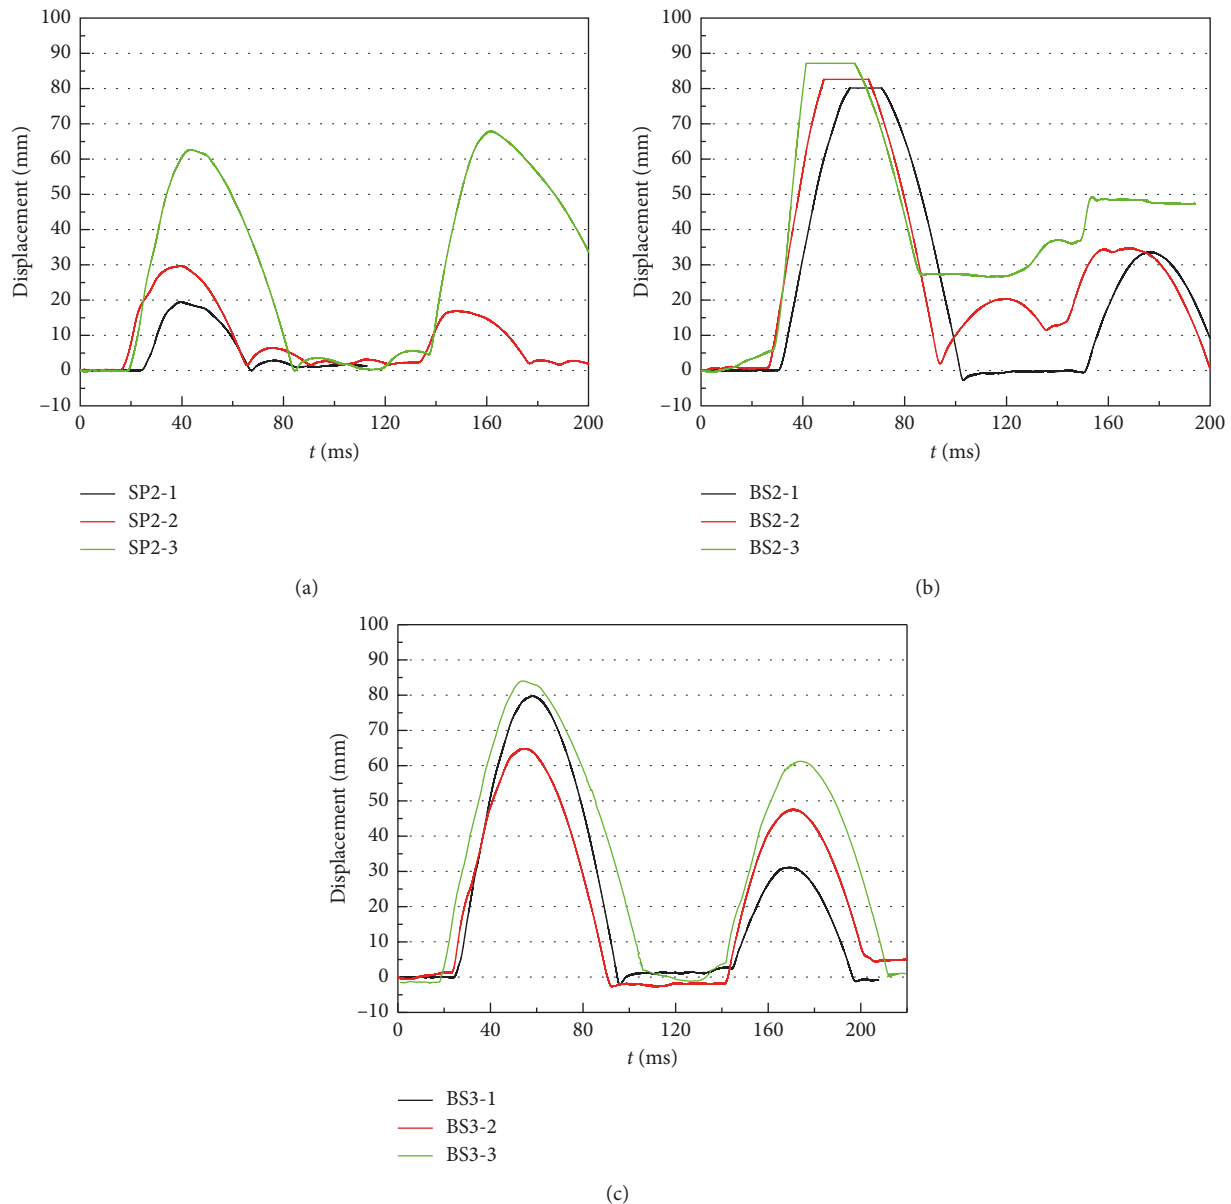 100
90
80
70
60
50
40
30
20
10
0
−10
Displacement (mm)
0 40 80 120 160 200
t (ms)
SP2-1
SP2-2
SP2-3
(a)
100
90
80
70
60
50
40
30
20
10
0
−10
Displacement (mm)
0 40 80 120 160 200
t (ms)
BS2-1
BS2-2
BS2-3
(b)
100
90
80
70
60
50
40
30
20
10
0
−10
Displacement (mm)
0 40 80 120 160 200
t (ms)
BS3-1
BS3-2
BS3-3
(c)